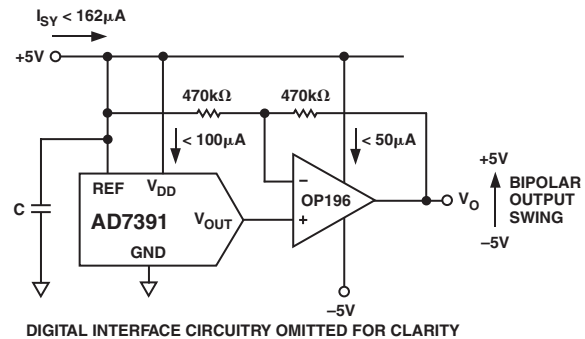 I_SY < 162µA
+5V
470kΩ 470kΩ
< 100µA
< 50µA
REF V_DD
C
AD7391
V_OUT
GND
–
+
OP196
V_O
+5V
BIPOLAR
OUTPUT
SWING
–5V
–5V
DIGITAL INTERFACE CIRCUITRY OMITTED FOR CLARITY